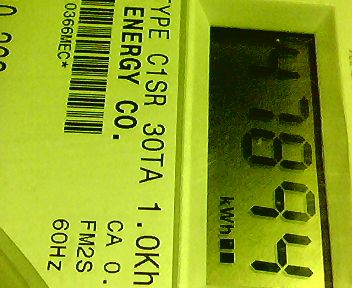 47894
kWh
TYPE C1SR 30TA 1.0Kh
ENERGY CO. CA 0.
FM2S
0366MEC* 60HZ